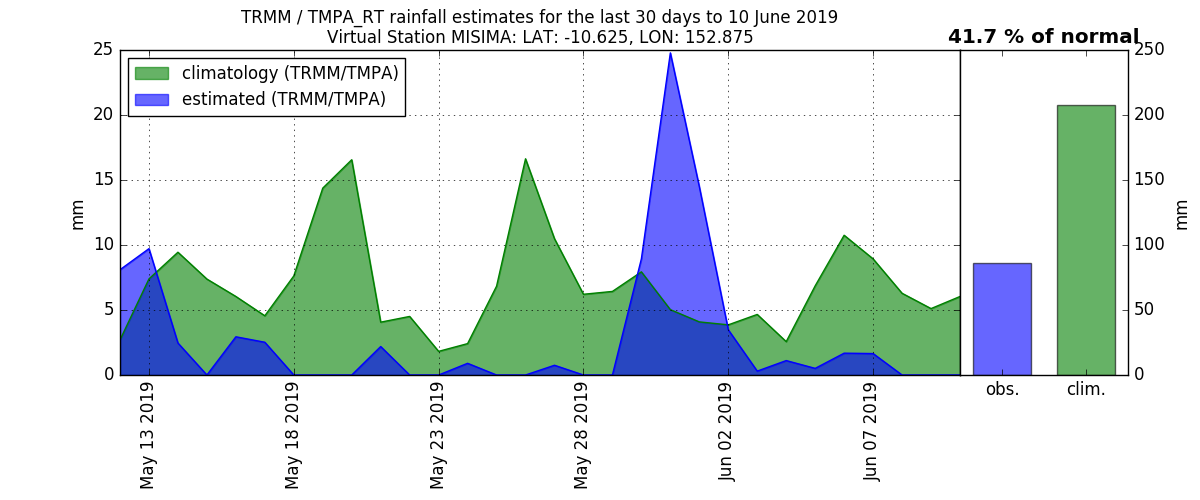 TRMM / TMPA_RT rainfall estimates for the last 30 days to 10 June 2019
Virtual Station MISIMA: LAT: -10.625, LON: 152.875
41.7 % of normal
climatology (TRMM/TMPA)
estimated (TRMM/TMPA)
25
20
15
10
5
0
mm
250
200
150
100
50
0
mm
May 13 2019
May 18 2019
May 23 2019
May 28 2019
Jun 02 2019
Jun 07 2019
obs.
clim.